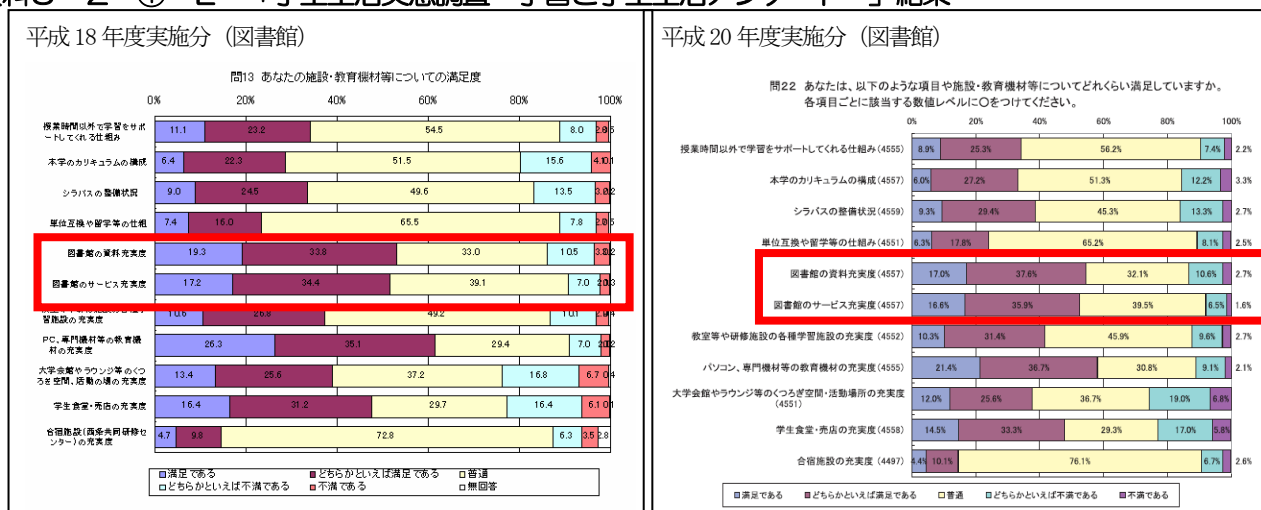 平成 18 年度実施分（図書館）
問13 あなたの施設・教育機材等についての満足度
0% 20% 40% 60% 80% 100%
授業時間以外で学習をサポ
ートしてくれる仕組み
11.1 23.2 54.5 8.0
本学のカリキュラムの構成 6.4 22.3 51.5 15.6
シラバスの整備状況 9.0 24.5 49.6 13.5
単位互換や留学等の仕組 7.4 16.0 65.5 7.8
図書館の資料充実度 19.3 33.8 33.0 10.5
図書館のサービス充実度 17.2 34.4 39.1 7.0
習施設の充実度 10.6 26.8 49.2 10.1
PC、専門機材等の教育機
材の充実度
26.3 35.1 29.4 7.0
大学会館やラウンジ等のくつ
ろぎ空間、活動の場の充実度
13.4 25.6 37.2 16.8 6.7 0.4
学生食堂・売店の充実度 16.4 31.2 29.7 16.4 6.1
合宿施設（西条共同研修セ
ンター）の充実度
4.7 9.8 72.8 6.3 3.5 2.8
満足である どちらかといえば満足である 普通
どちらかといえば不満である 不満である 無回答
平成 20 年度実施分（図書館）
問22 あなたは、以下のような項目や施設・教育機材等についてどれくらい満足していますか。
各項目ごとに該当する数値レベルに○をつけてください。
0% 20% 40% 60% 80% 100%
授業時間以外で学習をサポートしてくれる仕組み(4555) 8.9% 25.3% 56.2% 7.4% 2.2%
本学のカリキュラムの構成(4557) 6.0% 27.2% 51.3% 12.2% 3.3%
シラバスの整備状況(4559) 9.3% 29.4% 45.3% 13.3% 2.7%
単位互換や留学等の仕組み(4551) 6.3% 17.8% 65.2% 8.1% 2.5%
図書館の資料充実度(4557) 17.0% 37.6% 32.1% 10.6% 2.7%
図書館のサービス充実度(4557) 16.6% 35.9% 39.5% 6.5% 1.6%
教室等や研修施設の各種学習施設の充実度 (4552) 10.3% 31.4% 45.9% 9.6% 2.7%
パソコン、専門機材等の教育機材の充実度(4555) 21.4% 36.7% 30.8% 9.1% 2.1%
大学会館やラウンジ等のくつろぎ空間・活動場所の充実度
(4551)
12.0% 25.6% 36.7% 19.0% 6.8%
学生食堂・売店の充実度(4558) 14.5% 33.3% 29.3% 17.0% 5.8%
合宿施設の充実度 (4497) 4.4% 10.1% 76.1% 6.7% 2.6%
満足である どちらかといえば満足である 普通 どちらかといえば不満である 不満である